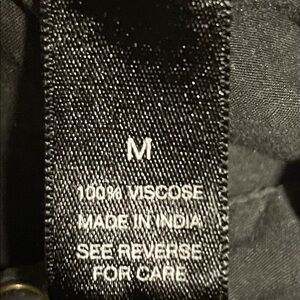 M
100% VISCOSE
MADE IN INDIA
SEE REVERSE
FOR CARE